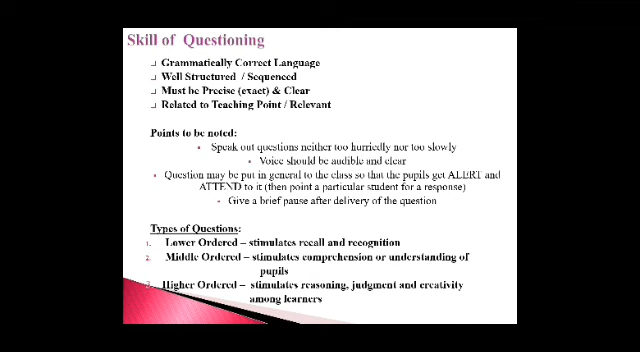 Skill of Questioning
❑ Grammatically Correct Language
❑ Well Structured / Sequenced
❑ Must be Precise (exact) & Clear
❑ Related to Teaching Point / Relevant
Points to be noted:
• Speak out questions neither too hurriedly nor too slowly
• Voice should be audible and clear
• Question may be put in general to the class so that the pupils get ALERT and
ATTEND to it (then point a particular student for a response)
• Give a brief pause after delivery of the question
Types of Questions:
1. Lower Ordered – stimulates recall and recognition
2. Middle Ordered – stimulates comprehension or understanding of
pupils
3. Higher Ordered – stimulates reasoning, judgment and creativity
among learners